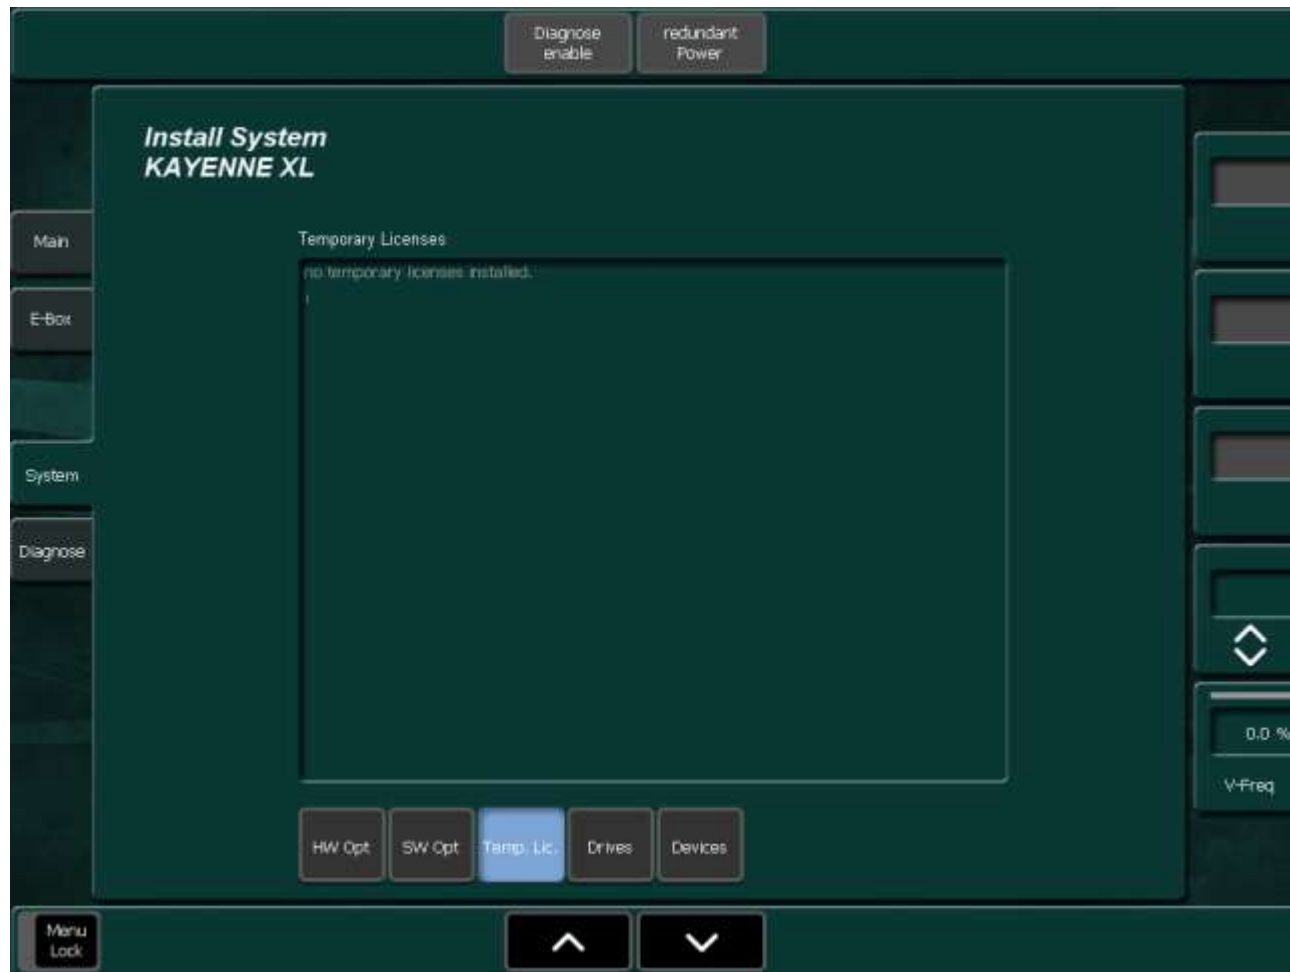 Diagnose
enable
redundant
Power
Install System
KAYENNE XL
Main
Temporary Licenses
no temporary licenses installed.
E-Box
System
Diagnose
0.0 %
V-Freq
HW Opt
SW Opt
Temp. Lic.
Drives
Devices
Menu
Lock